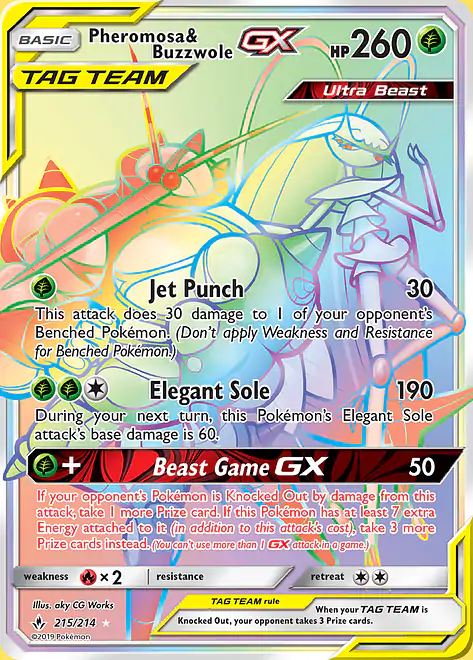 BASIC
Pheromosa&
Buzzwole GX HP 260
TAG TEAM
Ultra Beast
Jet Punch 30
This attack does 30 damage to 1 of your opponent's
Benched Pokémon. (Don't apply Weakness and Resistance
for Benched Pokémon.)
Elegant Sole 190
During your next turn, this Pokémon's Elegant Sole
attack's base damage is 60.
+ Beast Game GX 50
If your opponent's Pokémon is Knocked Out by damage from this
attack, take 1 more Prize card. If this Pokémon has at least 7 extra
Energy attached to it (in addition to this attack's cost), take 3 more
Prize cards instead. (You can't use more than 1 GX attack in a game.)
weakness ×2 resistance retreat
Illus. aky CG Works
215/214
©2019 Pokémon
TAG TEAM rule
When your TAG TEAM is
Knocked Out, your opponent takes 3 Prize cards.